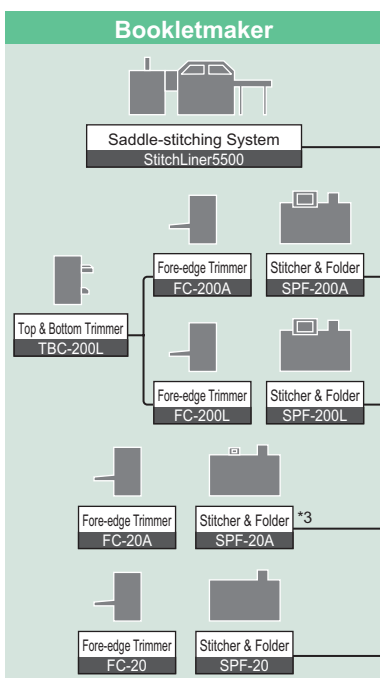 Bookletmaker
Saddle-stitching System
StitchLiner5500
Fore-edge Trimmer
FC-200A
Stitcher & Folder
SPF-200A
Top & Bottom Trimmer
TBC-200L
Fore-edge Trimmer
FC-200L
Stitcher & Folder
SPF-200L
Fore-edge Trimmer
FC-20A
Stitcher & Folder
SPF-20A
*3
Fore-edge Trimmer
FC-20
Stitcher & Folder
SPF-20